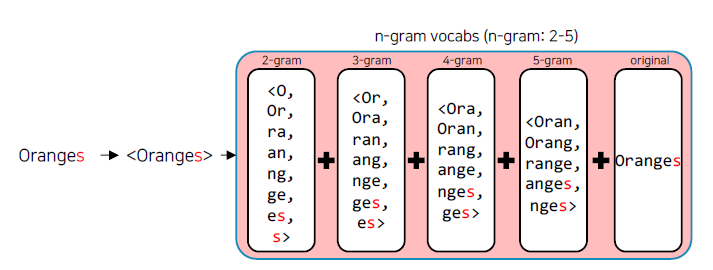 n-gram vocabs (n-gram: 2-5)
2-gram
<O,
Or,
ra,
an,
ng,
ge,
es,
s>
3-gram
<Or,
Ora,
ran,
ang,
nge,
ges,
es>
4-gram
<Ora,
Oran,
rang,
ange,
nges,
ges>
5-gram
<Oran,
Orang,
range,
anges,
nges>
original
Oranges
Oranges
<Oranges>